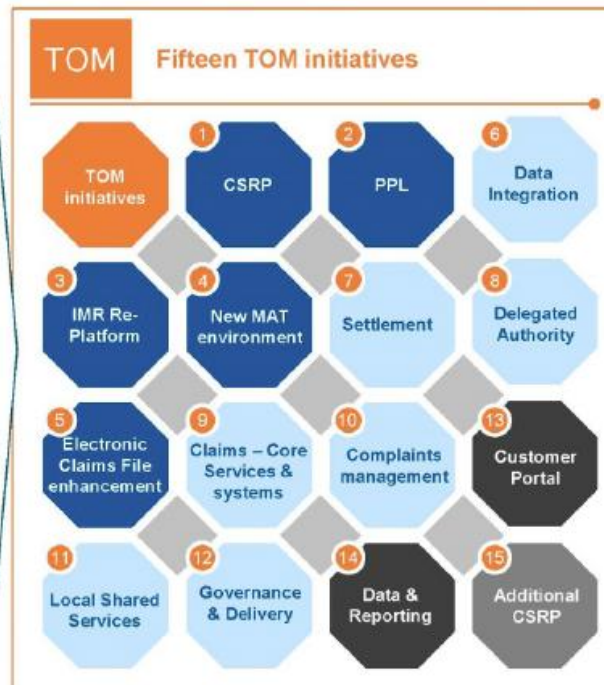 TOM
Fifteen TOM initiatives
TOM
initiatives
1
CSRP
2
PPL
6
Data
Integration
3
IMR Re-
Platform
4
New MAT
environment
7
Settlement
8
Delegated
Authority
5
Electronic
Claims File
enhancement
9
Claims – Core
Services &
systems
10
Complaints
management
13
Customer
Portal
11
Local Shared
Services
12
Governance
& Delivery
14
Data &
Reporting
15
Additional
CSRP